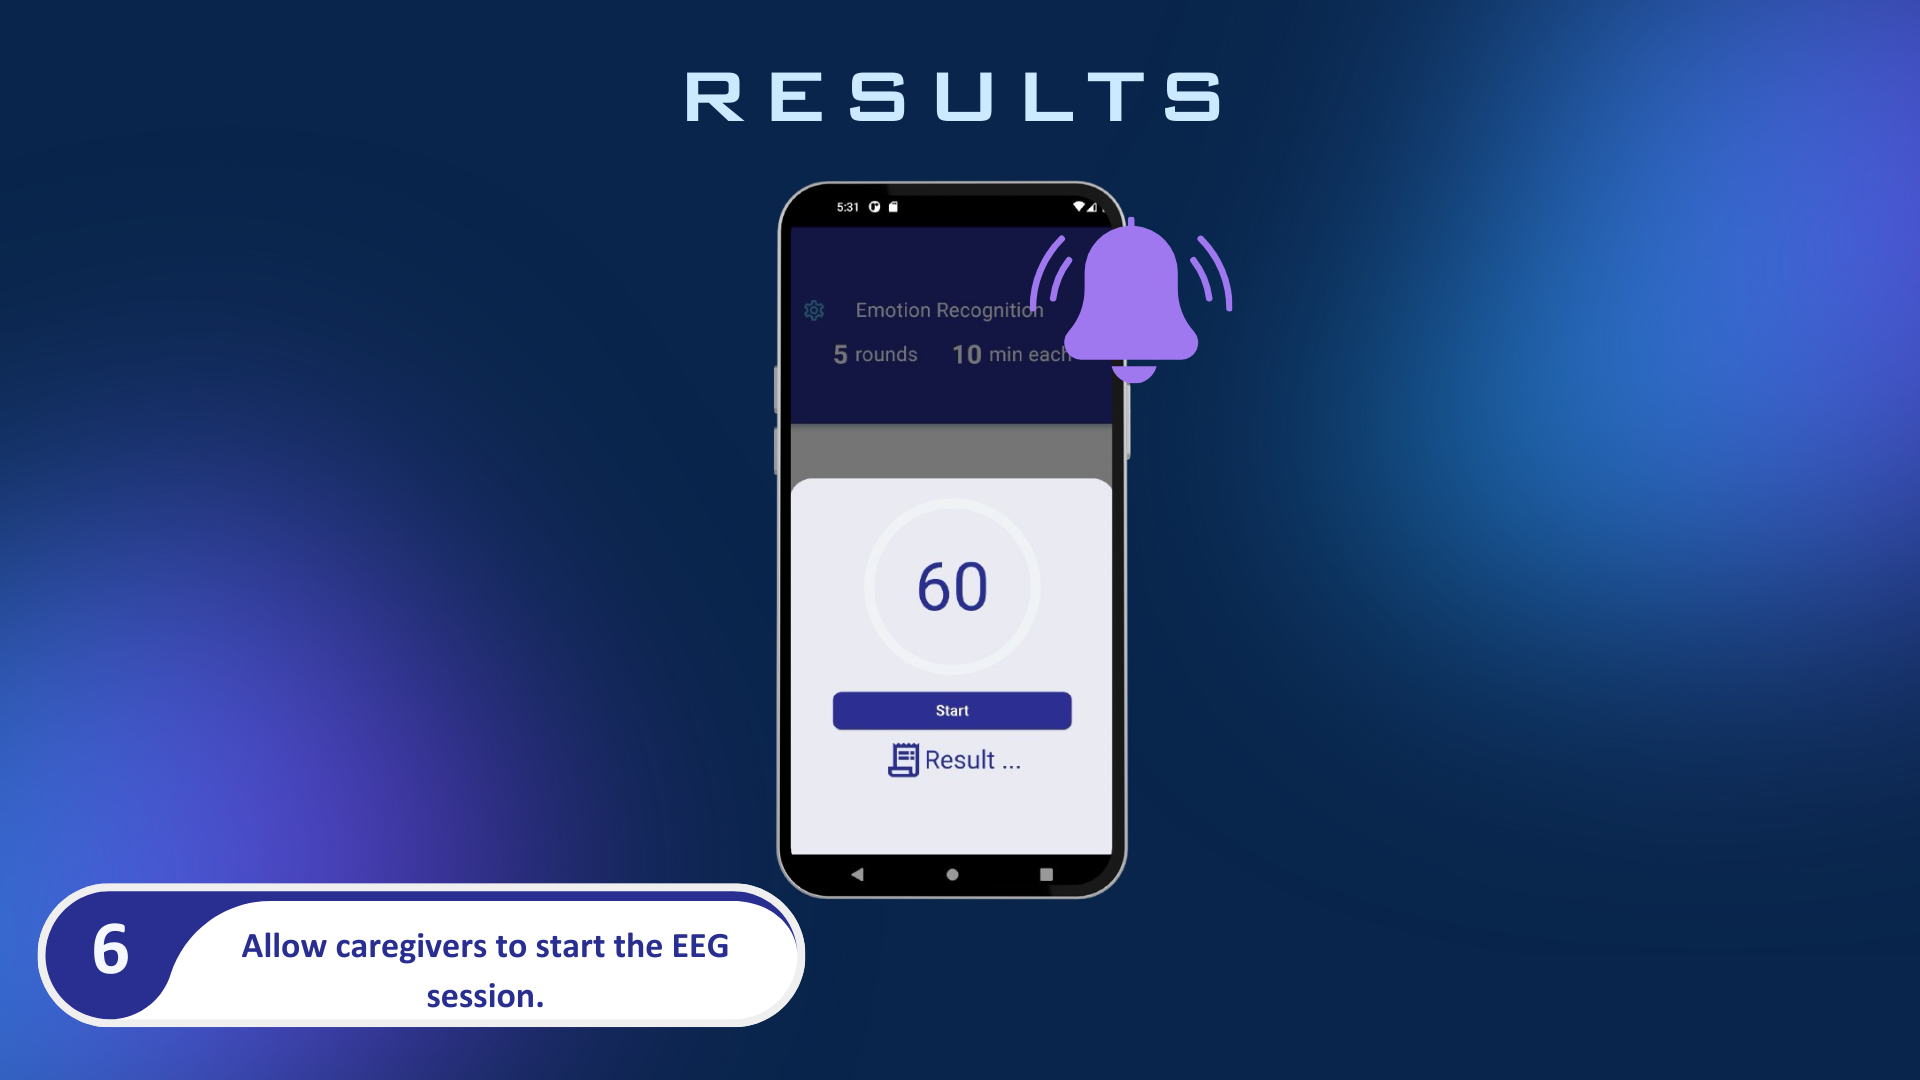 RESULTS
5:31
Emotion Recognition
5 rounds 10 min each
60
Start
Result ...
6
Allow caregivers to start the EEG
session.